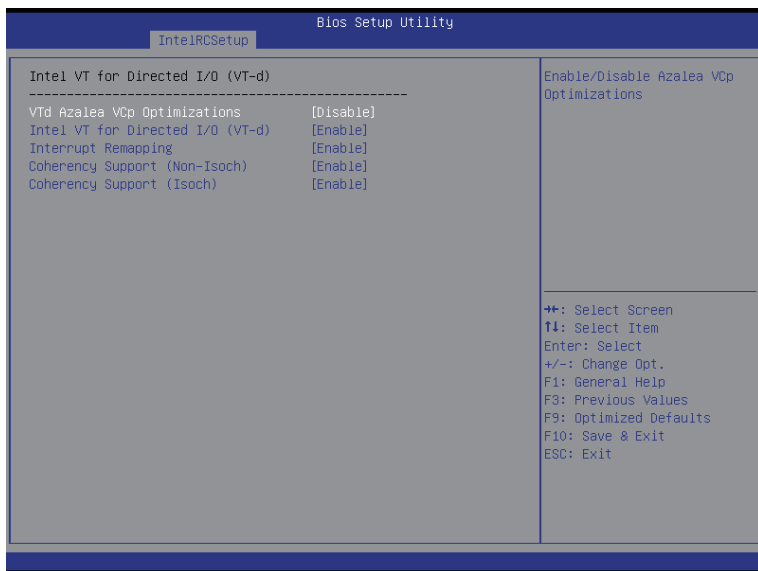 Bios Setup Utility
IntelRCSetup
Intel VT for Directed I/O (VT-d)
--------------------------------------------------
VTd Azalea VCp Optimizations [Disable]
Intel VT for Directed I/O (VT-d) [Enable]
Interrupt Remapping [Enable]
Coherency Support (Non-Isoch) [Enable]
Coherency Support (Isoch) [Enable]
Enable/Disable Azalea VCp
Optimizations
→←: Select Screen
↑↓: Select Item
Enter: Select
+/-: Change Opt.
F1: General Help
F3: Previous Values
F9: Optimized Defaults
F10: Save & Exit
ESC: Exit